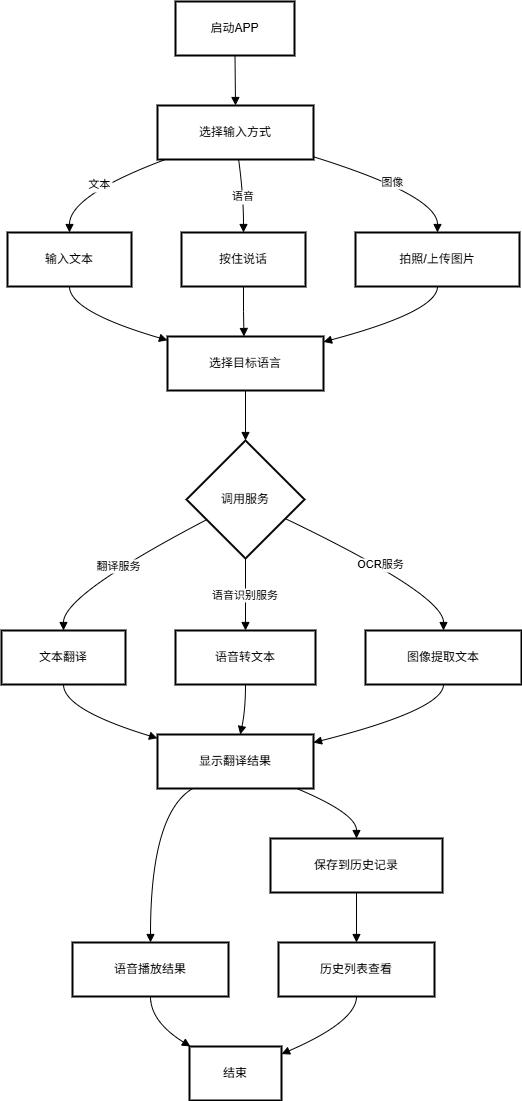 启动APP
选择输入方式
文本
语音
图像
输入文本
按住说话
拍照/上传图片
选择目标语言
调用服务
翻译服务
语音识别服务
OCR服务
文本翻译
语音转文本
图像提取文本
显示翻译结果
保存到历史记录
语音播放结果
历史列表查看
结束